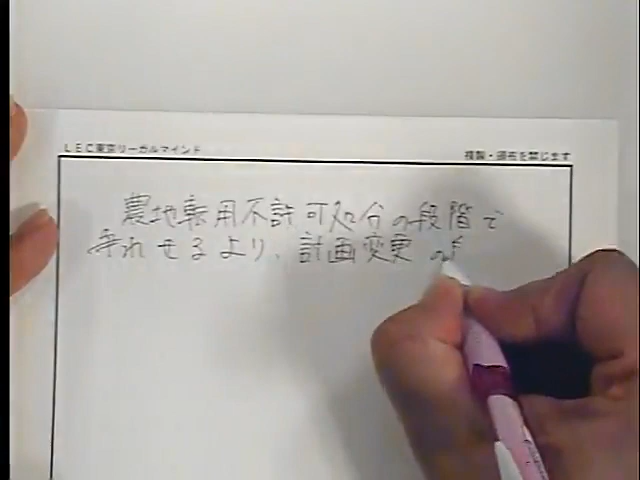 LEC東京リーガルマインド
複製・頒布を禁じます
農地転用不許可処分の段階で
争わせるより、計画変更の